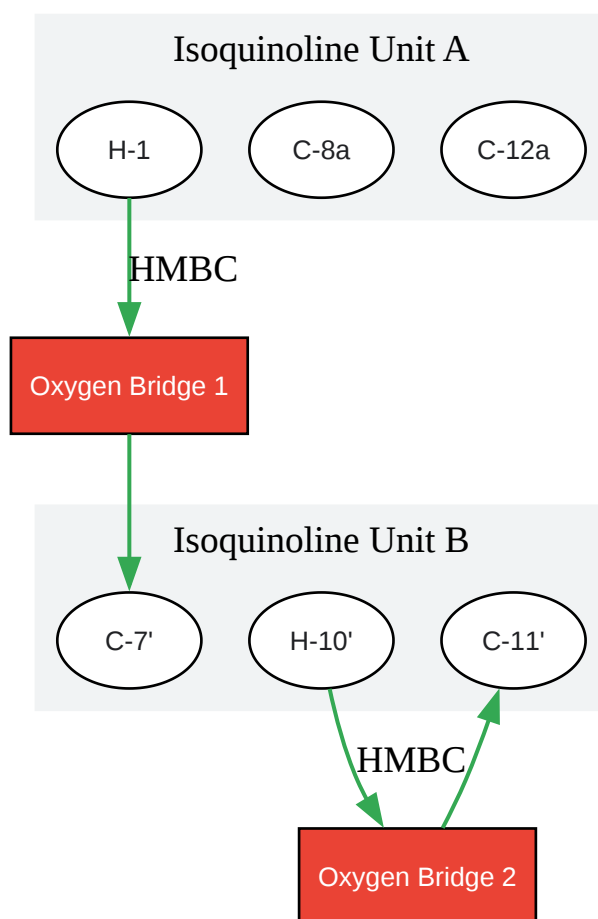 Isoquinoline Unit A
H-1 C-8a C-12a
HMBC
Oxygen Bridge 1
Isoquinoline Unit B
C-7' H-10' C-11'
HMBC
Oxygen Bridge 2